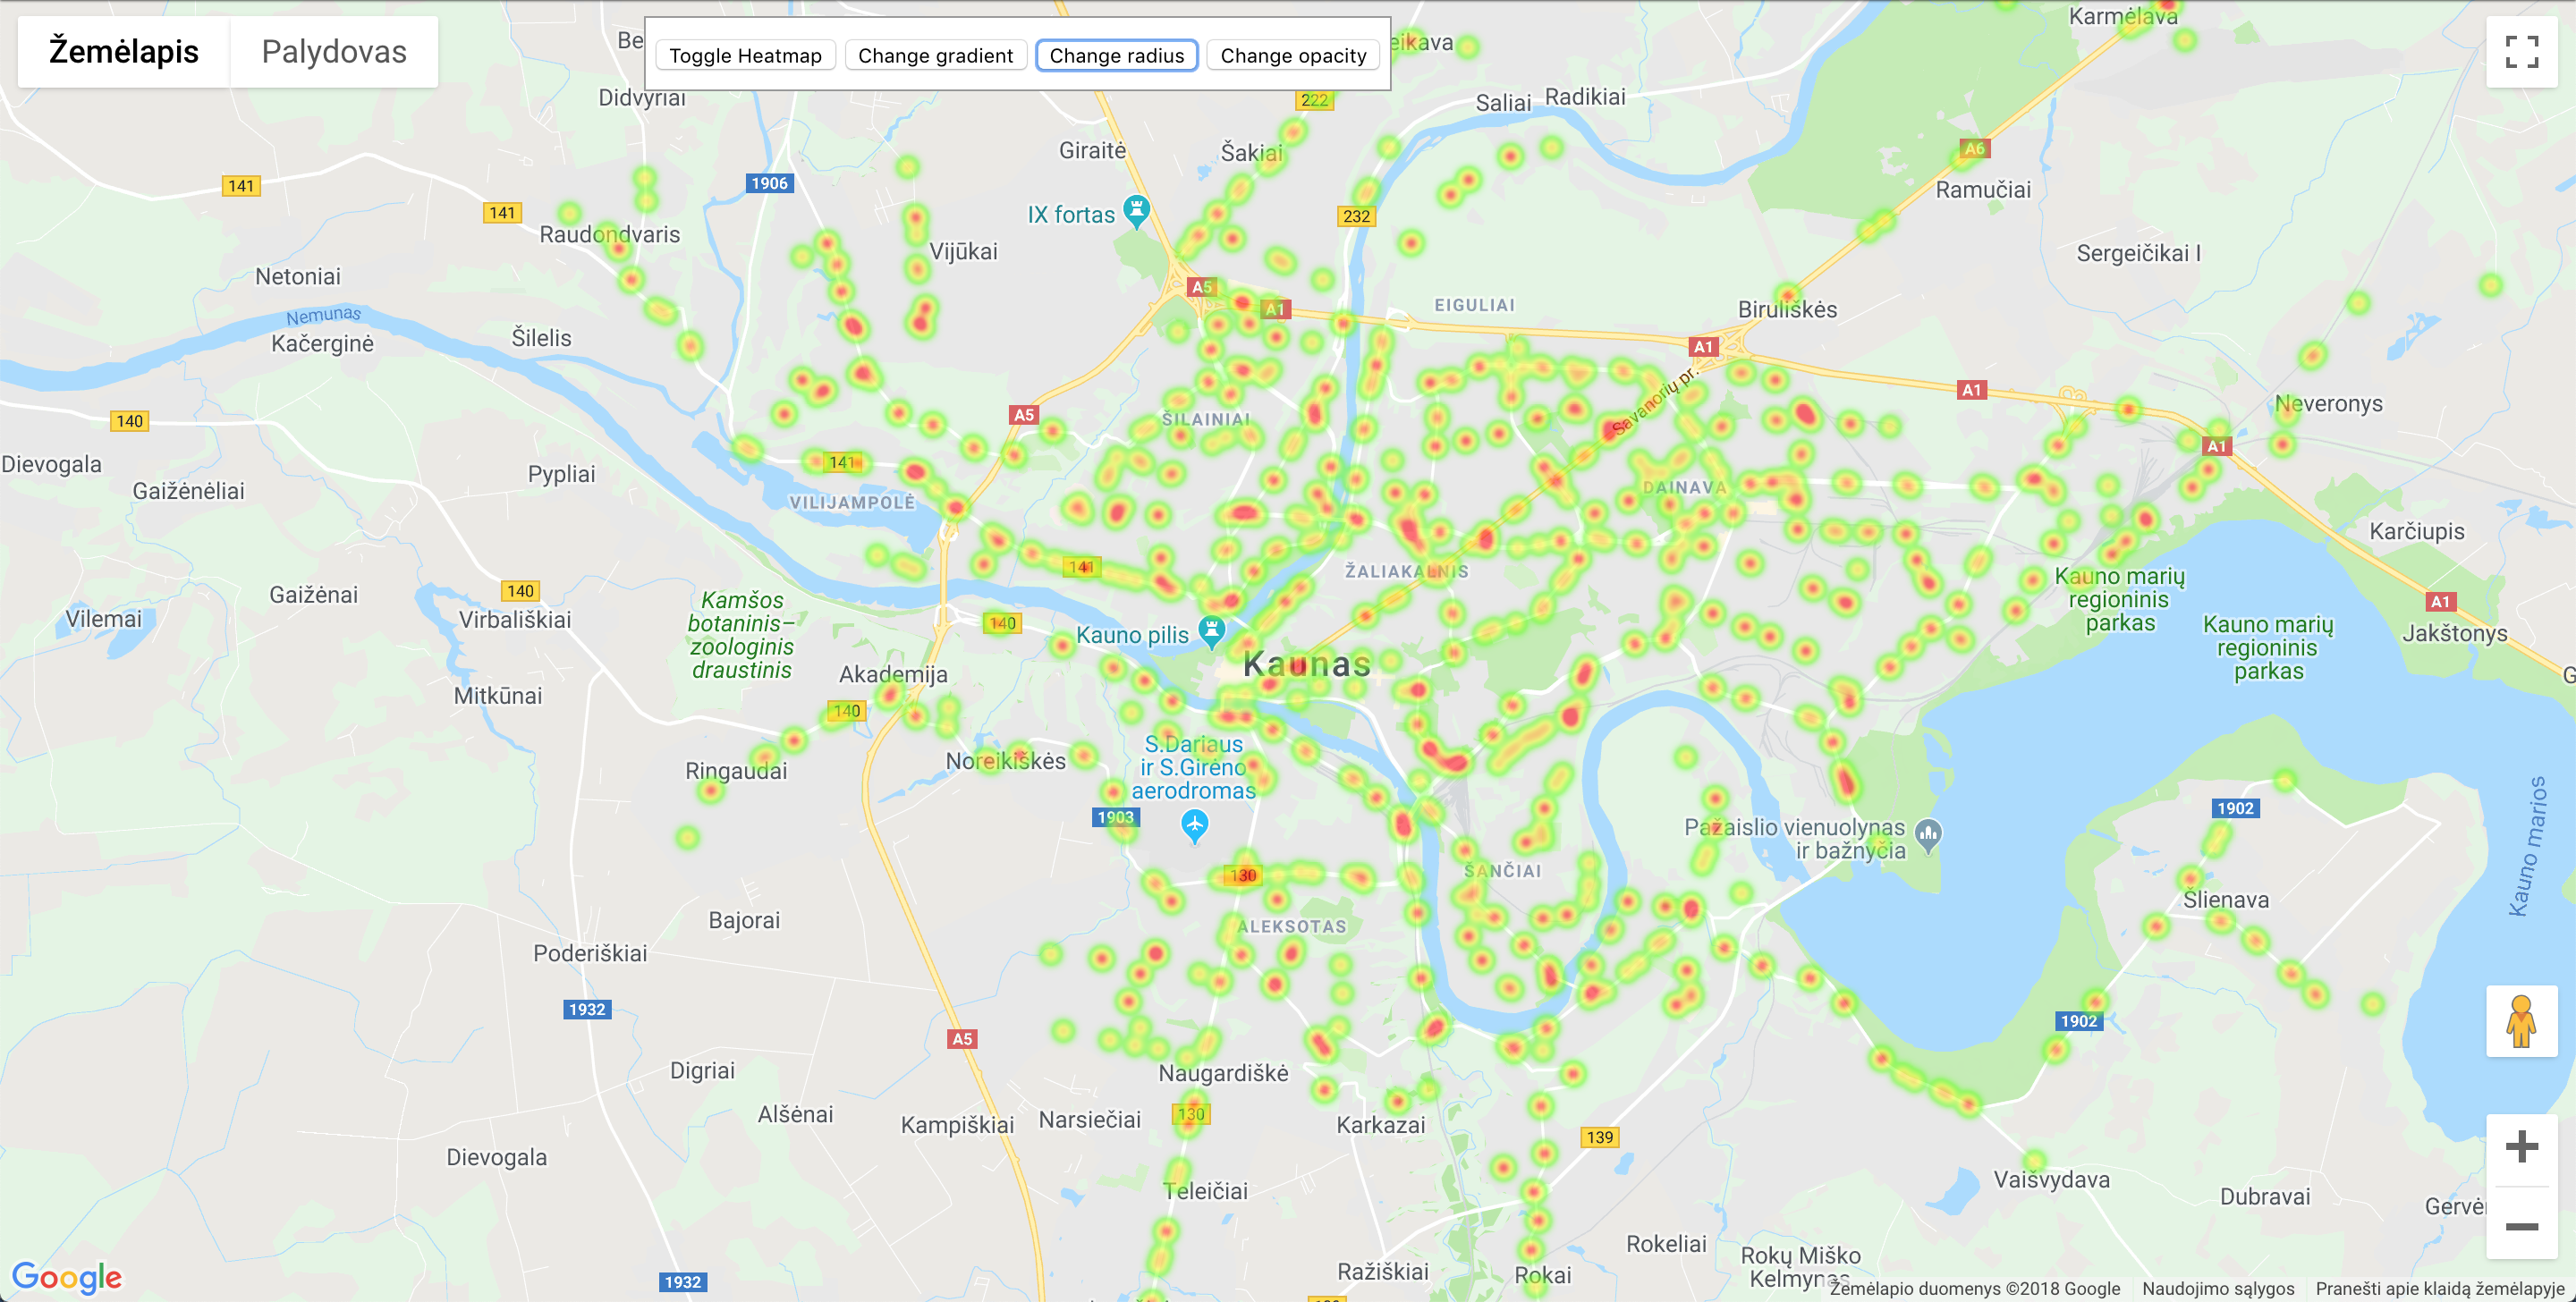 Žemėlapis
Palydovas
Toggle Heatmap
Change gradient
Change radius
Change opacity
Karmėlava
Didvyriai
222
Saliai
Radikiai
Giraitė
Šakiai
A6
Ramučiai
141
1906
141
IX fortas
232
Raudondvaris
Vijūkai
Sergeičikai I
Netoniai
A5
A1
EIGULIAI
Biruliškės
Nemunas
Kačerginė
Šilelis
A1
Savanorių pr.
A1
Neveronys
140
A5
ŠILAINIAI
A1
Dievogala
Pypliai
141
Gaižėnėliai
VILIJAMPOLĖ
DAINAVA
Karčiupis
141
ŽALIAKALNIS
Kauno marių
regioninis
parkas
Gaižėnai
140
Kamšos
botaninis–
zoologinis
draustinis
A1
Vilemai
Virbališkiai
140
Kauno pilis
Kauno marių
regioninis
parkas
Jakštonys
Kaunas
Akademija
Mitkūnai
140
S.Dariaus
ir S.Girėno
aerodromas
Noreikiškės
Ringaudai
Kauno marios
1903
1902
Pažaislio vienuolynas
ir bažnyčia
130
ŠANČIAI
Šlienava
Bajorai
ALEKSOTAS
Poderiškiai
1932
1902
A5
Digriai
Naugardiškė
Alšėnai
130
Kampiškiai
Narsiečiai
Karkazai
139
Dievogala
Teleičiai
Vaišvydava
Dubravai
Rokeliai
Rokų Miško
Kelmynas
Ražiškiai
Rokai
1932
Google
Žemėlapio duomenys ©2018 Google
Naudojimo sąlygos
Pranešti apie klaidą žemėlapyje